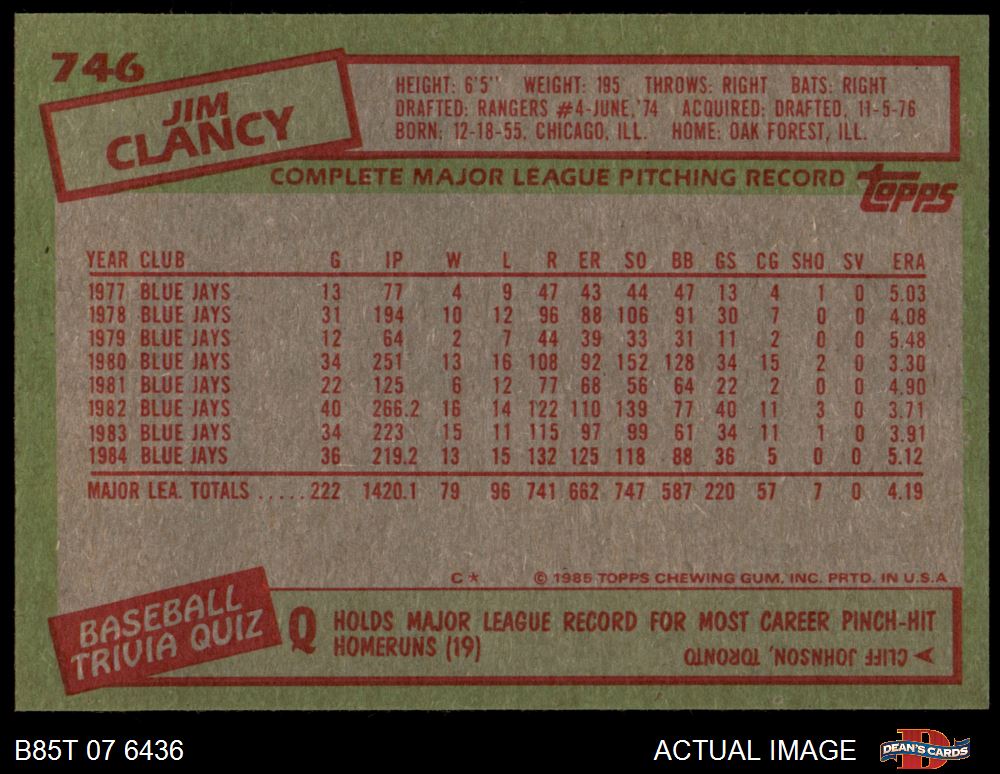 746
JIM
CLANCY
HEIGHT: 6'5" WEIGHT: 195 THROWS: RIGHT BATS: RIGHT
DRAFTED: RANGERS #4-JUNE,'74 ACQUIRED: DRAFTED, 11-5-76
BORN: 12-18-55, CHICAGO, ILL. HOME: OAK FOREST, ILL.
COMPLETE MAJOR LEAGUE PITCHING RECORD
topps
YEAR CLUB G IP W L R ER SO BB GS CG SHO SV ERA
1977 BLUE JAYS 13 77 4 9 47 43 44 47 13 4 1 0 5.03
1978 BLUE JAYS 31 194 10 12 96 88 106 91 30 7 0 0 4.08
1979 BLUE JAYS 12 64 2 7 44 39 33 31 11 2 0 0 5.48
1980 BLUE JAYS 34 251 13 16 108 92 152 128 34 15 2 0 3.30
1981 BLUE JAYS 22 125 6 12 77 68 56 64 22 2 0 0 4.90
1982 BLUE JAYS 40 266.2 16 14 122 110 139 77 40 11 3 0 3.71
1983 BLUE JAYS 34 223 15 11 115 97 99 61 34 11 1 0 3.91
1984 BLUE JAYS 36 219.2 13 15 132 125 118 88 36 5 0 0 5.12
MAJOR LEA. TOTALS .....222 1420.1 79 96 741 662 747 587 220 57 7 0 4.19
C* © 1985 TOPPS CHEWING GUM, INC. PRTD. IN U.S.A
BASEBALL
TRIVIA QUIZ
Q HOLDS MAJOR LEAGUE RECORD FOR MOST CAREER PINCH-HIT
HOMERUNS (19)
CLIFF JOHNSON, TORONTO
B85T 07 6436
ACTUAL IMAGE
D
DEAN'S CARDS